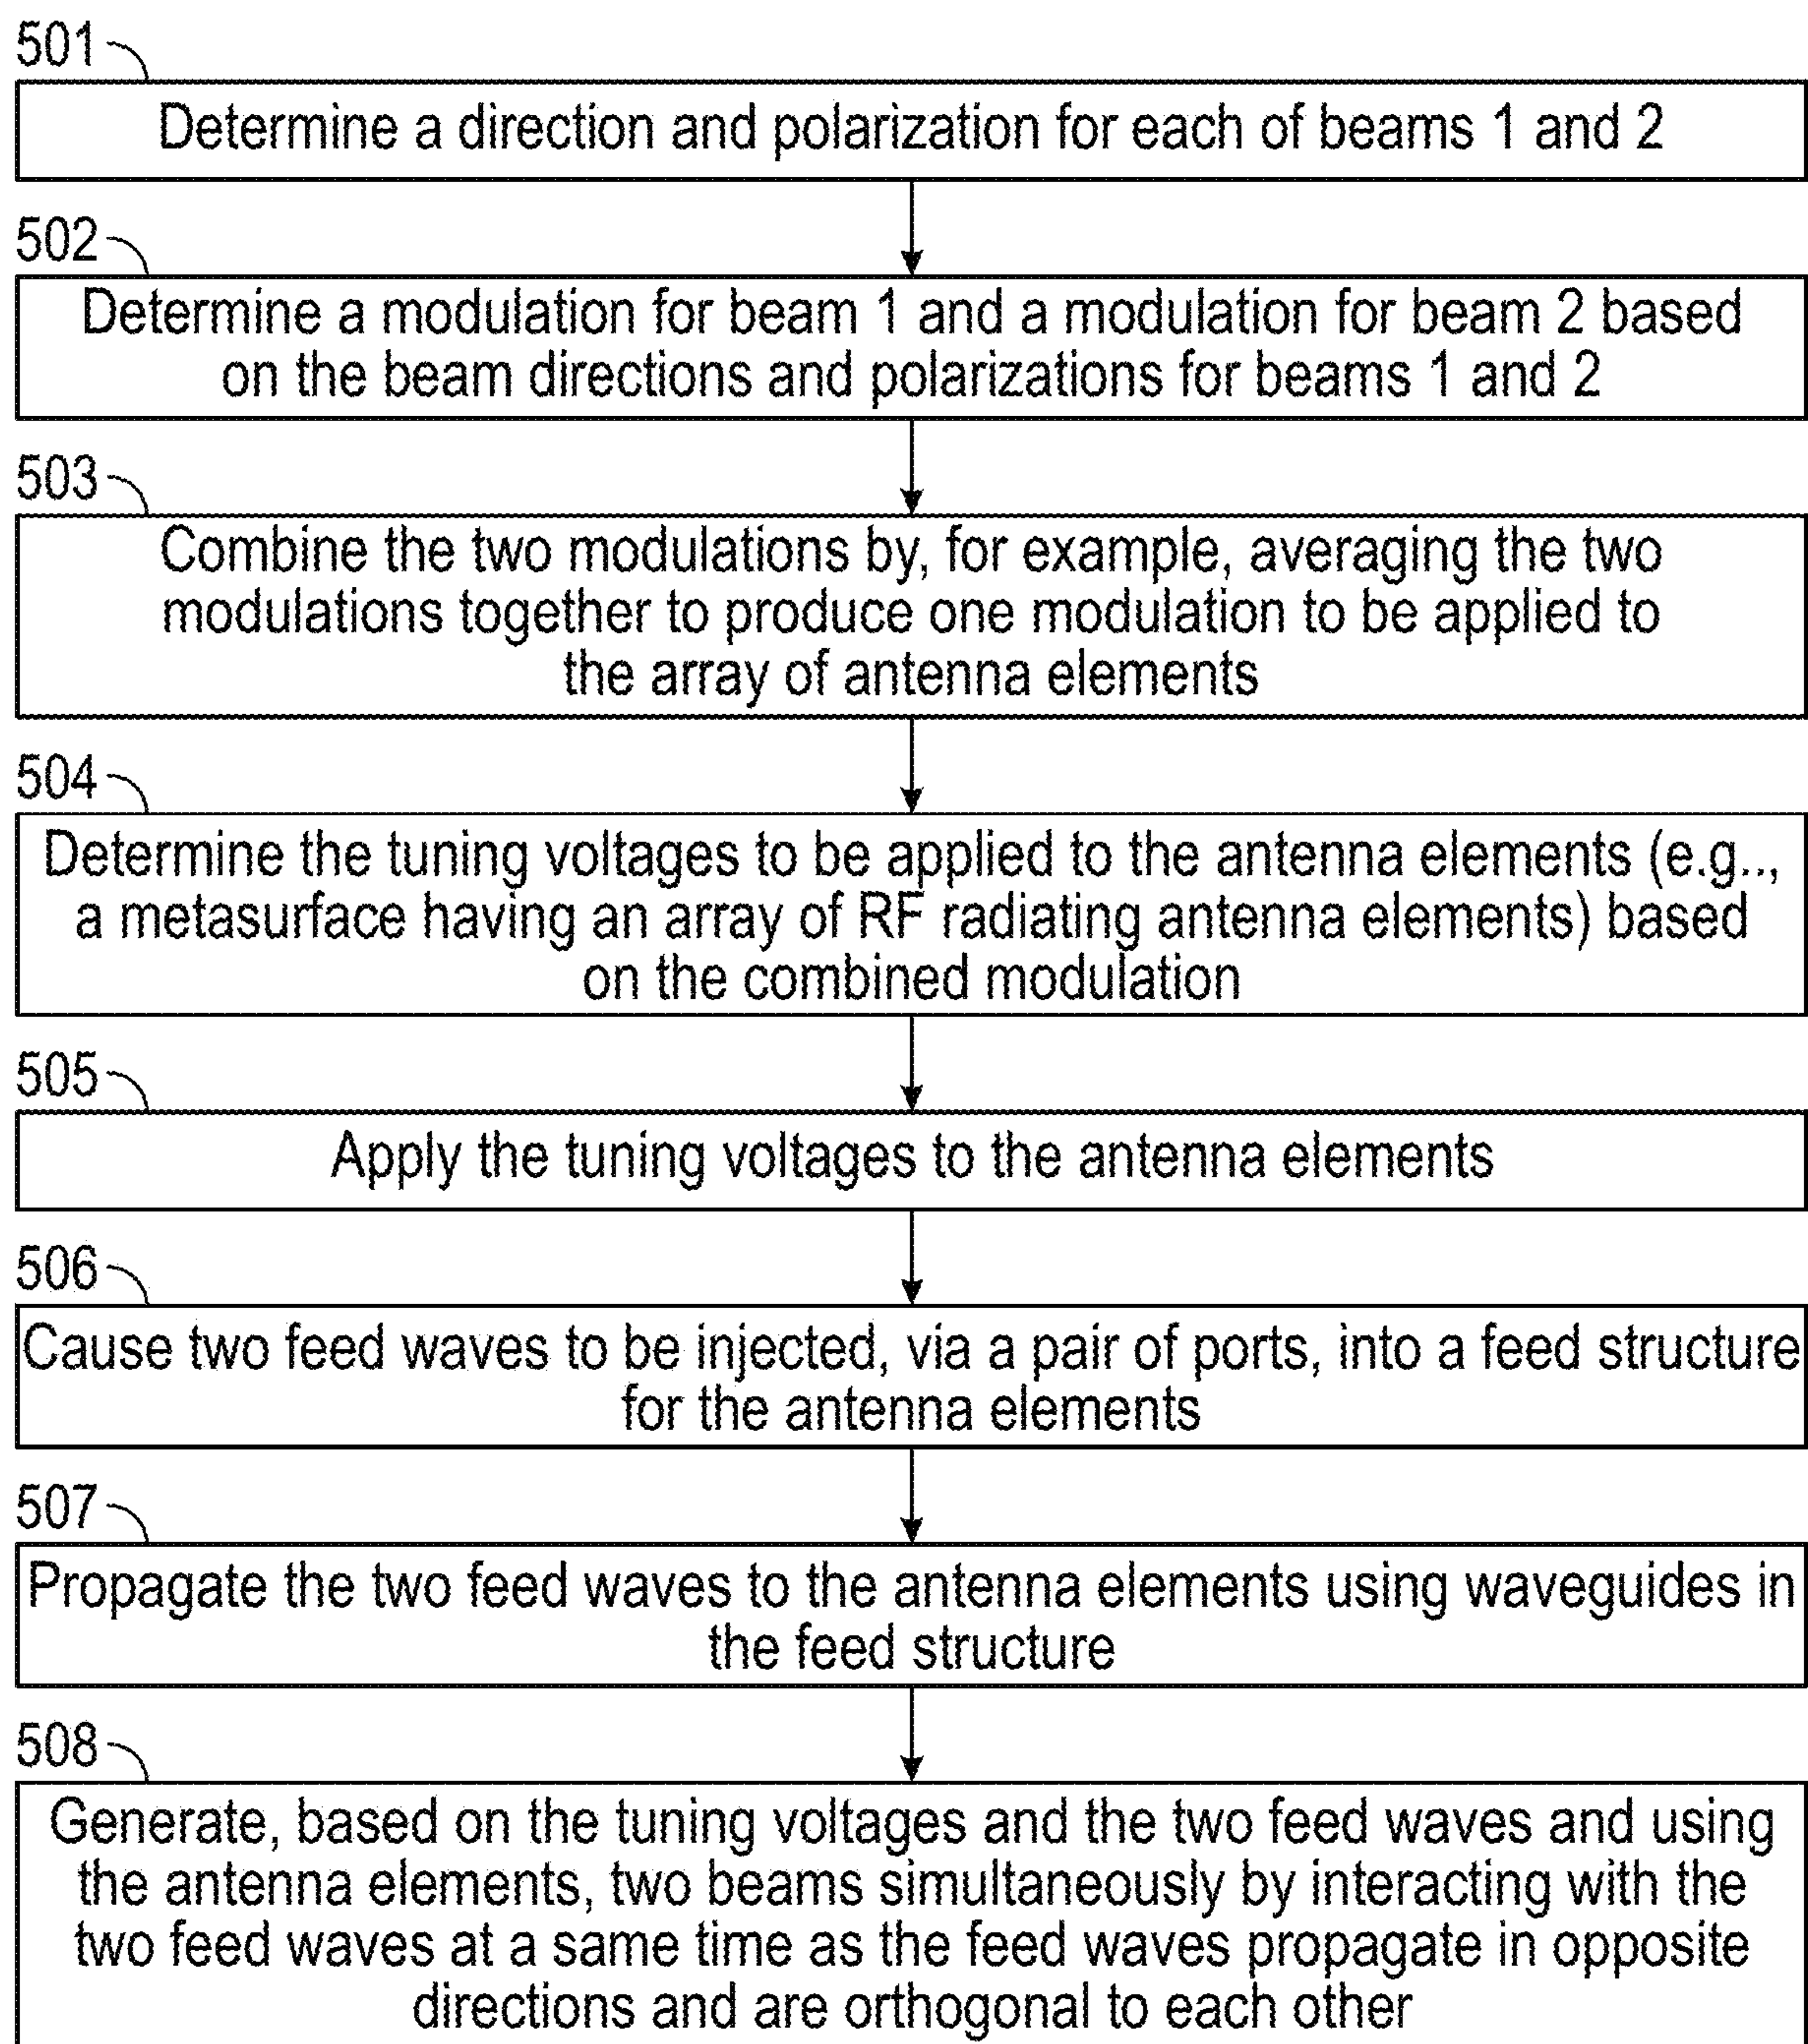 501
Determine a direction and polarization for each of beams 1 and 2
502
Determine a modulation for beam 1 and a modulation for beam 2 based
on the beam directions and polarizations for beams 1 and 2
503
Combine the two modulations by, for example, averaging the two
modulations together to produce one modulation to be applied to
the array of antenna elements
504
Determine the tuning voltages to be applied to the antenna elements (e.g..,
a metasurface having an array of RF radiating antenna elements) based
on the combined modulation
505
Apply the tuning voltages to the antenna elements
506
Cause two feed waves to be injected, via a pair of ports, into a feed structure
for the antenna elements
507
Propagate the two feed waves to the antenna elements using waveguides in
the feed structure
508
Generate, based on the tuning voltages and the two feed waves and using
the antenna elements, two beams simultaneously by interacting with the
two feed waves at a same time as the feed waves propagate in opposite
directions and are orthogonal to each other